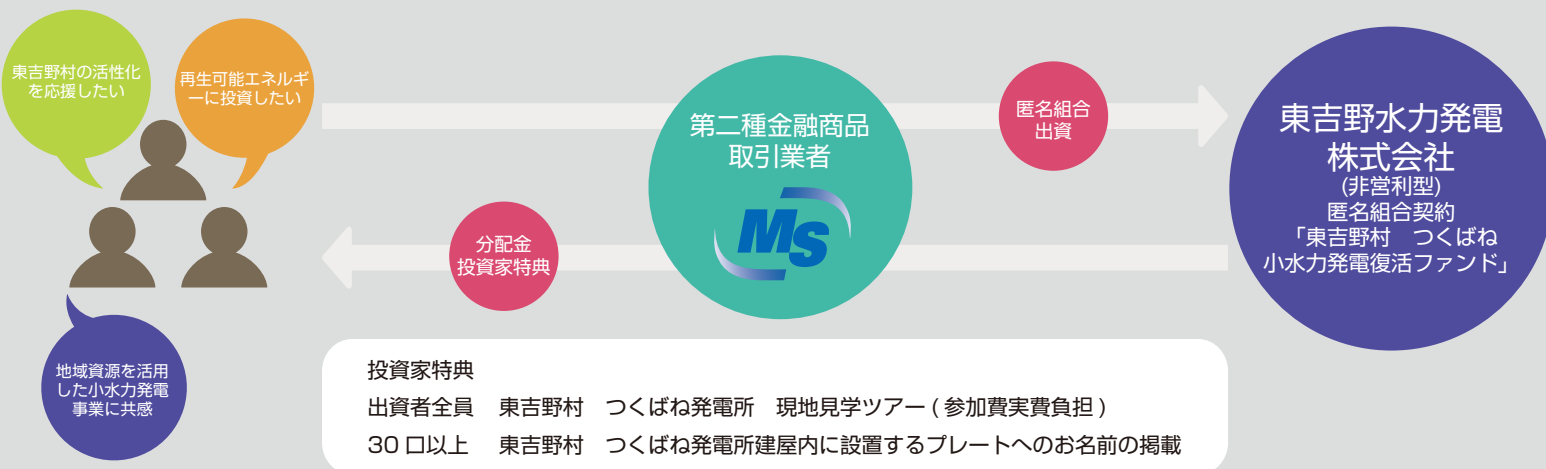 東吉野村の活性化
を応援したい
再生可能エネルギ
ーに投資したい
地域資源を活用
した小水力発電
事業に共感
第二種金融商品
取引業者
MS
匿名組合
出資
分配金
投資家特典
東吉野水力発電
株式会社
(非営利型)
匿名組合契約
「東吉野村　つくばね
小水力発電復活ファンド」
投資家特典
出資者全員　東吉野村　つくばね発電所　現地見学ツアー ( 参加費実費負担 )
30 口以上　東吉野村　つくばね発電所建屋内に設置するプレートへのお名前の掲載